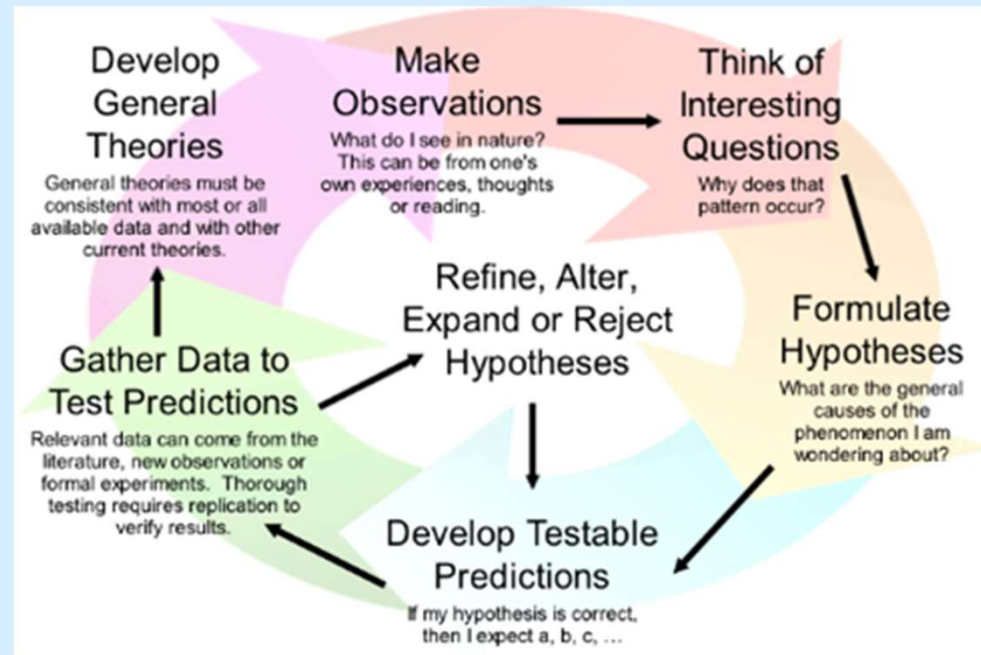 Make
Observations
What do I see in nature?
This can be from one's
own experiences, thoughts
or reading.
Think of
Interesting
Questions
Why does that
pattern occur?
Formulate
Hypotheses
What are the general
causes of the
phenomenon I am
wondering about?
Develop Testable
Predictions
If my hypothesis is correct,
then I expect a, b, c, ...
Gather Data to
Test Predictions
Relevant data can come from the
literature, new observations or
formal experiments. Thorough
testing requires replication to
verify results.
Refine, Alter,
Expand or Reject
Hypotheses
Develop
General
Theories
General theories must be
consistent with most or all
available data and with other
current theories.